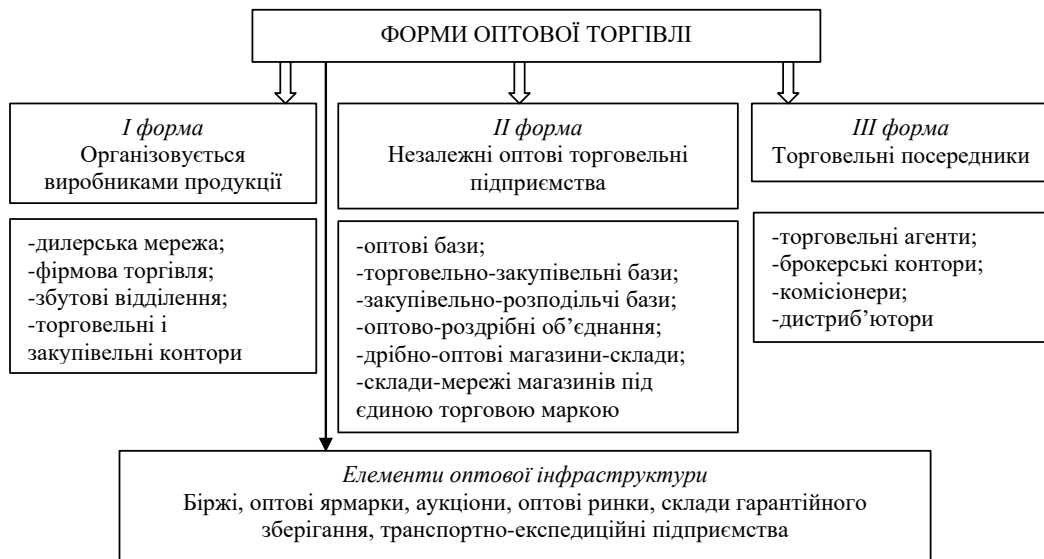 ФОРМИ ОПТОВОЇ ТОРГІВЛІ
І форма
Організовується
виробниками продукції
ІІ форма
Незалежні оптові торговельні
підприємства
ІІІ форма
Торговельні посередники
-дилерська мережа;
-фірмова торгівля;
-збутові відділення;
-торговельні і
закупівельні контори
-оптові бази;
-торговельно-закупівельні бази;
-закупівельно-розподільчі бази;
-оптово-роздрібні об’єднання;
-дрібно-оптові магазини-склади;
-склади-мережі магазинів під
єдиною торговою маркою
-торговельні агенти;
-брокерські контори;
-комісіонери;
-дистриб’ютори
Елементи оптової інфраструктури
Біржі, оптові ярмарки, аукціони, оптові ринки, склади гарантійного
зберігання, транспортно-експедиційні підприємства